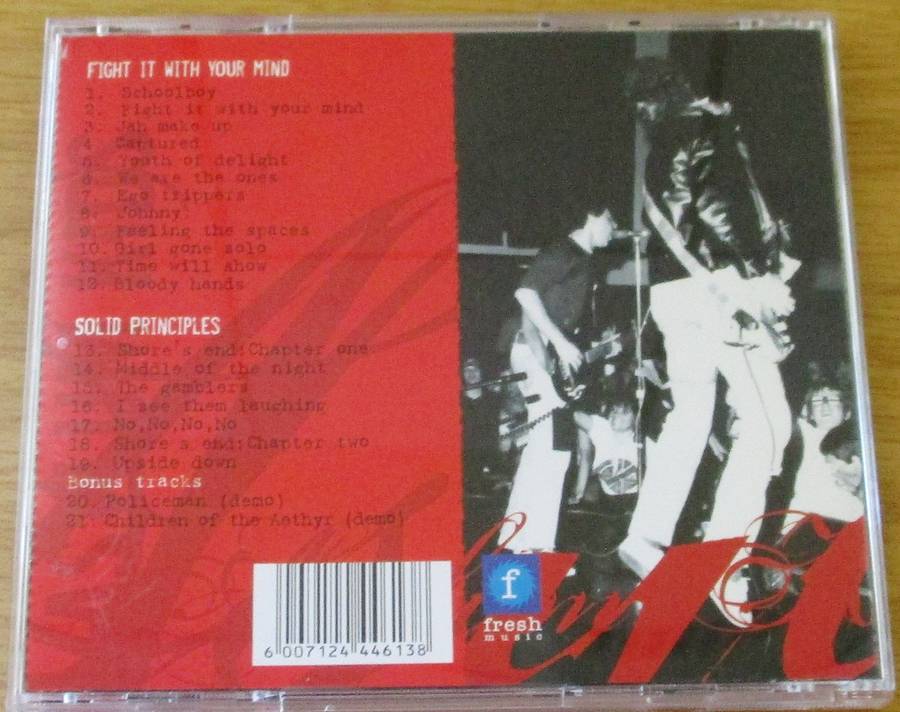 FIGHT IT WITH YOUR MIND
1. Schoolboy
2. Fight it with your mind
3. Jah make up
4. Captured
5. Youth of delight
6. We are the ones
7. Ego trippers
8. Johnny
9. Feeling the spaces
10. Girl gone solo
11. Time will show
12. Bloody hands
SOLID PRINCIPLES
13. Shore's end:Chapter one
14. Middle of the night
15. The gamblers
16. I see them laughing
17. No,No,No,No
18. Shore's end:Chapter two
19. Upside down
Bonus tracks
20. Policeman (demo)
21. Children of the Aethyr (demo)
6 007124 446138
f
fresh
music